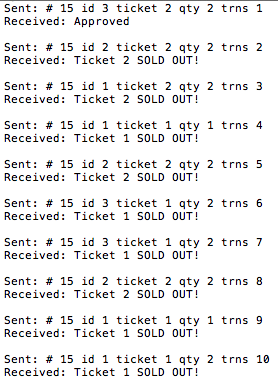 Sent: # 15 id 3 ticket 2 qty 2 trns 1
Received: Approved
Sent: # 15 id 2 ticket 2 qty 2 trns 2
Received: Ticket 2 SOLD OUT!
Sent: # 15 id 1 ticket 2 qty 2 trns 3
Received: Ticket 2 SOLD OUT!
Sent: # 15 id 1 ticket 1 qty 1 trns 4
Received: Ticket 1 SOLD OUT!
Sent: # 15 id 2 ticket 2 qty 2 trns 5
Received: Ticket 2 SOLD OUT!
Sent: # 15 id 3 ticket 1 qty 2 trns 6
Received: Ticket 1 SOLD OUT!
Sent: # 15 id 3 ticket 1 qty 2 trns 7
Received: Ticket 1 SOLD OUT!
Sent: # 15 id 2 ticket 2 qty 2 trns 8
Received: Ticket 2 SOLD OUT!
Sent: # 15 id 1 ticket 1 qty 1 trns 9
Received: Ticket 1 SOLD OUT!
Sent: # 15 id 1 ticket 1 qty 2 trns 10
Received: Ticket 1 SOLD OUT!